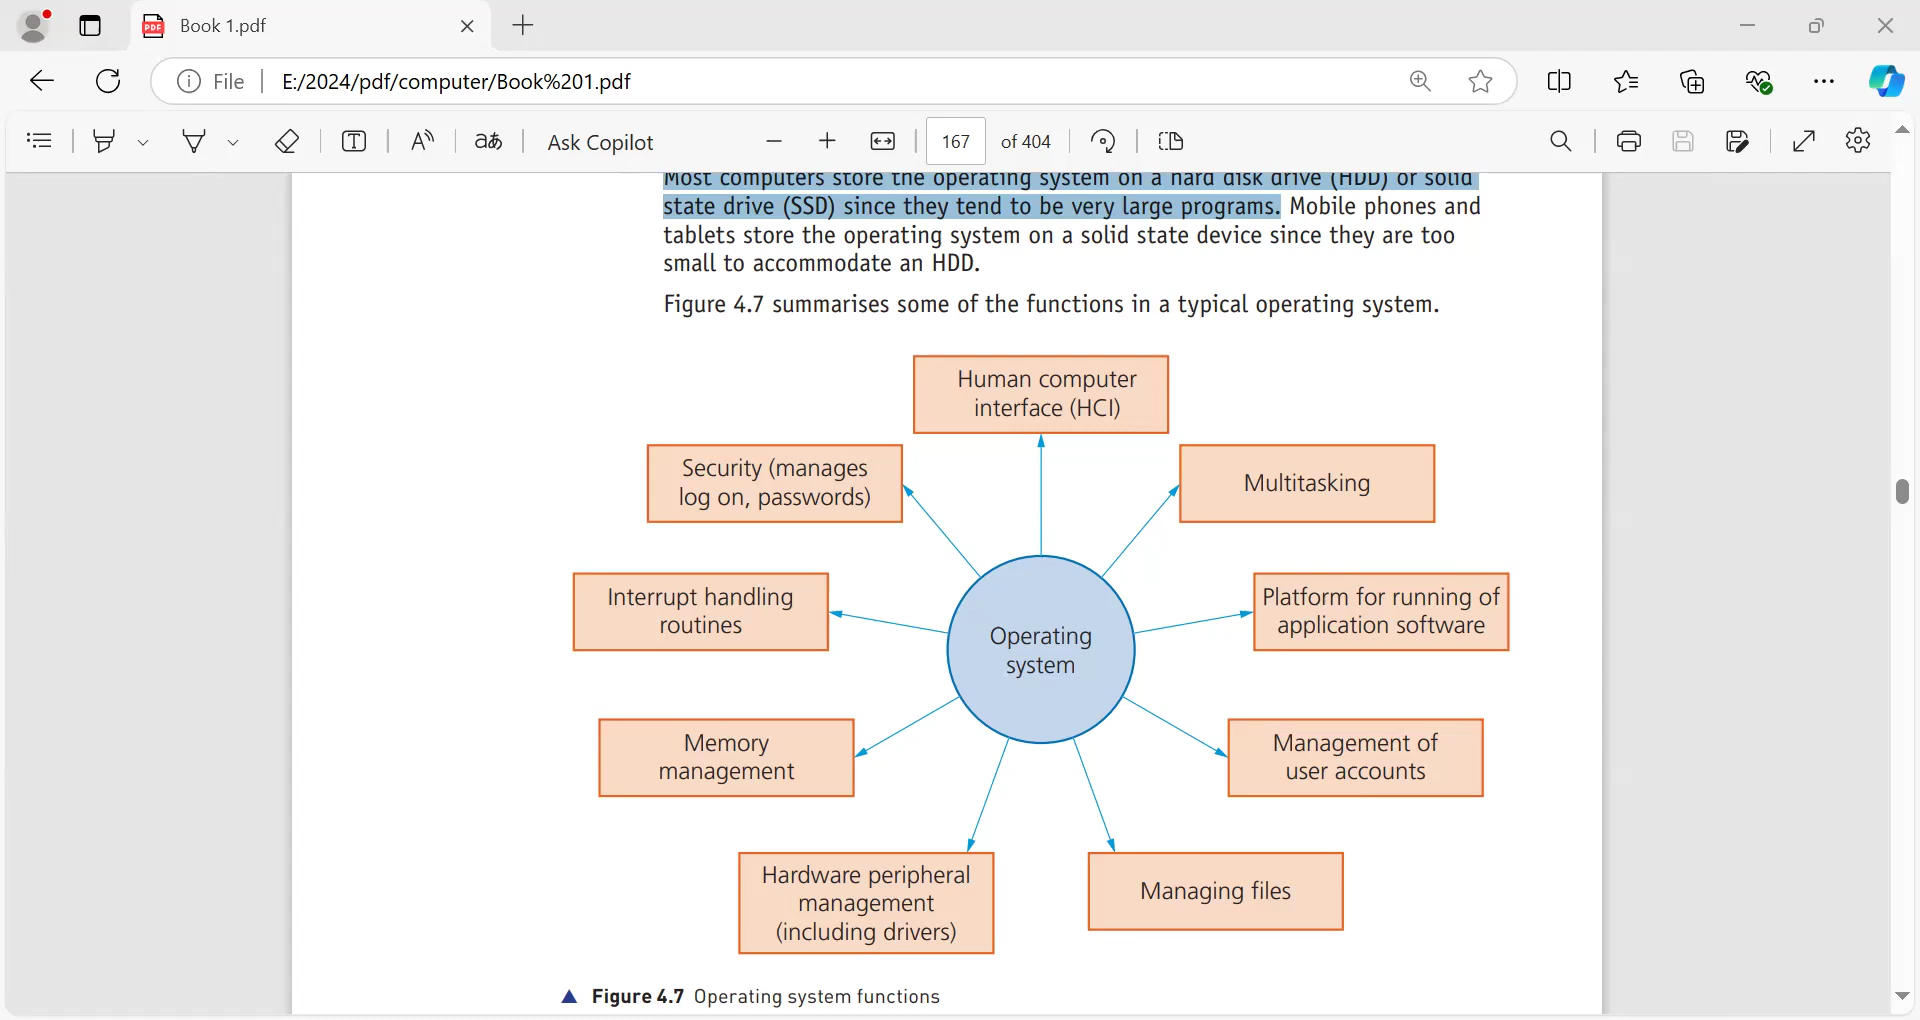 Book 1.pdf
File
E:/2024/pdf/computer/Book%201.pdf
Ask Copilot
167 of 404
Most computers store the operating system on a hard disk drive (HDD) or solid
state drive (SSD) since they tend to be very large programs. Mobile phones and
tablets store the operating system on a solid state device since they are too
small to accommodate an HDD.
Figure 4.7 summarises some of the functions in a typical operating system.
Human computer
interface (HCI)
Security (manages
log on, passwords)
Multitasking
Interrupt handling
routines
Platform for running of
application software
Operating
system
Memory
management
Management of
user accounts
Hardware peripheral
management
(including drivers)
Managing files
▲ Figure 4.7 Operating system functions